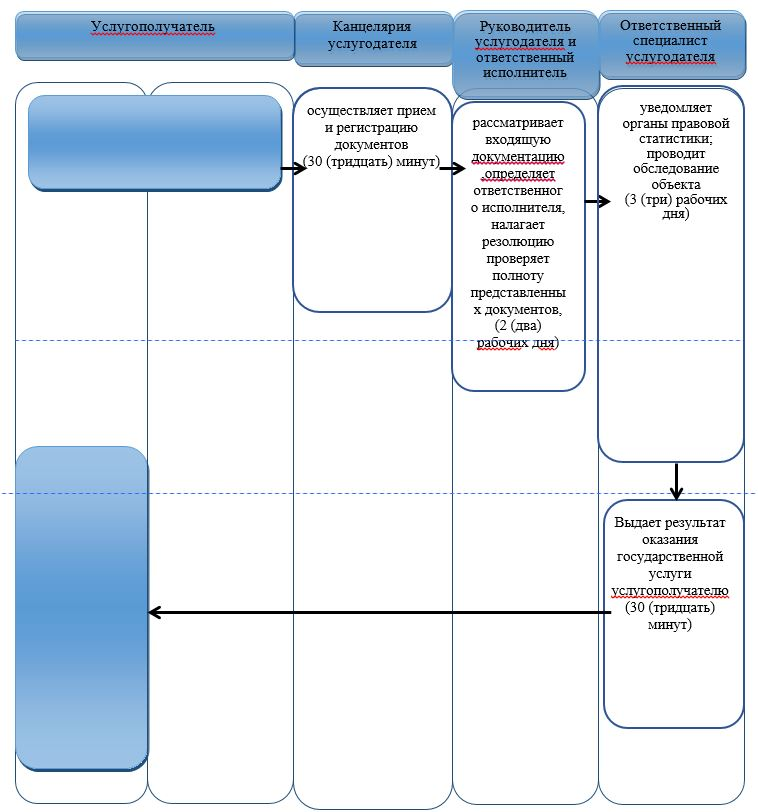 Услугополучатель
Канцелярия
услугодателя
Руководитель
услугодателя и
ответственный
исполнитель
Ответственный
специалист
услугодателя
осуществляет прием
и регистрацию
документов
(30 (тридцать) минут)
рассматривает
входящую
документацию
,определяет
ответственног
о исполнителя,
налагает
резолюцию
проверяет
полноту
представленны
х документов,
(2 (два)
рабочих дня)
уведомляет
органы правовой
статистики;
проводит
обследование
объекта
(3 (три) рабочих
дня)
Выдает результат
оказания
государственной
услуги
услугополучателю
(30 (тридцать)
минут)